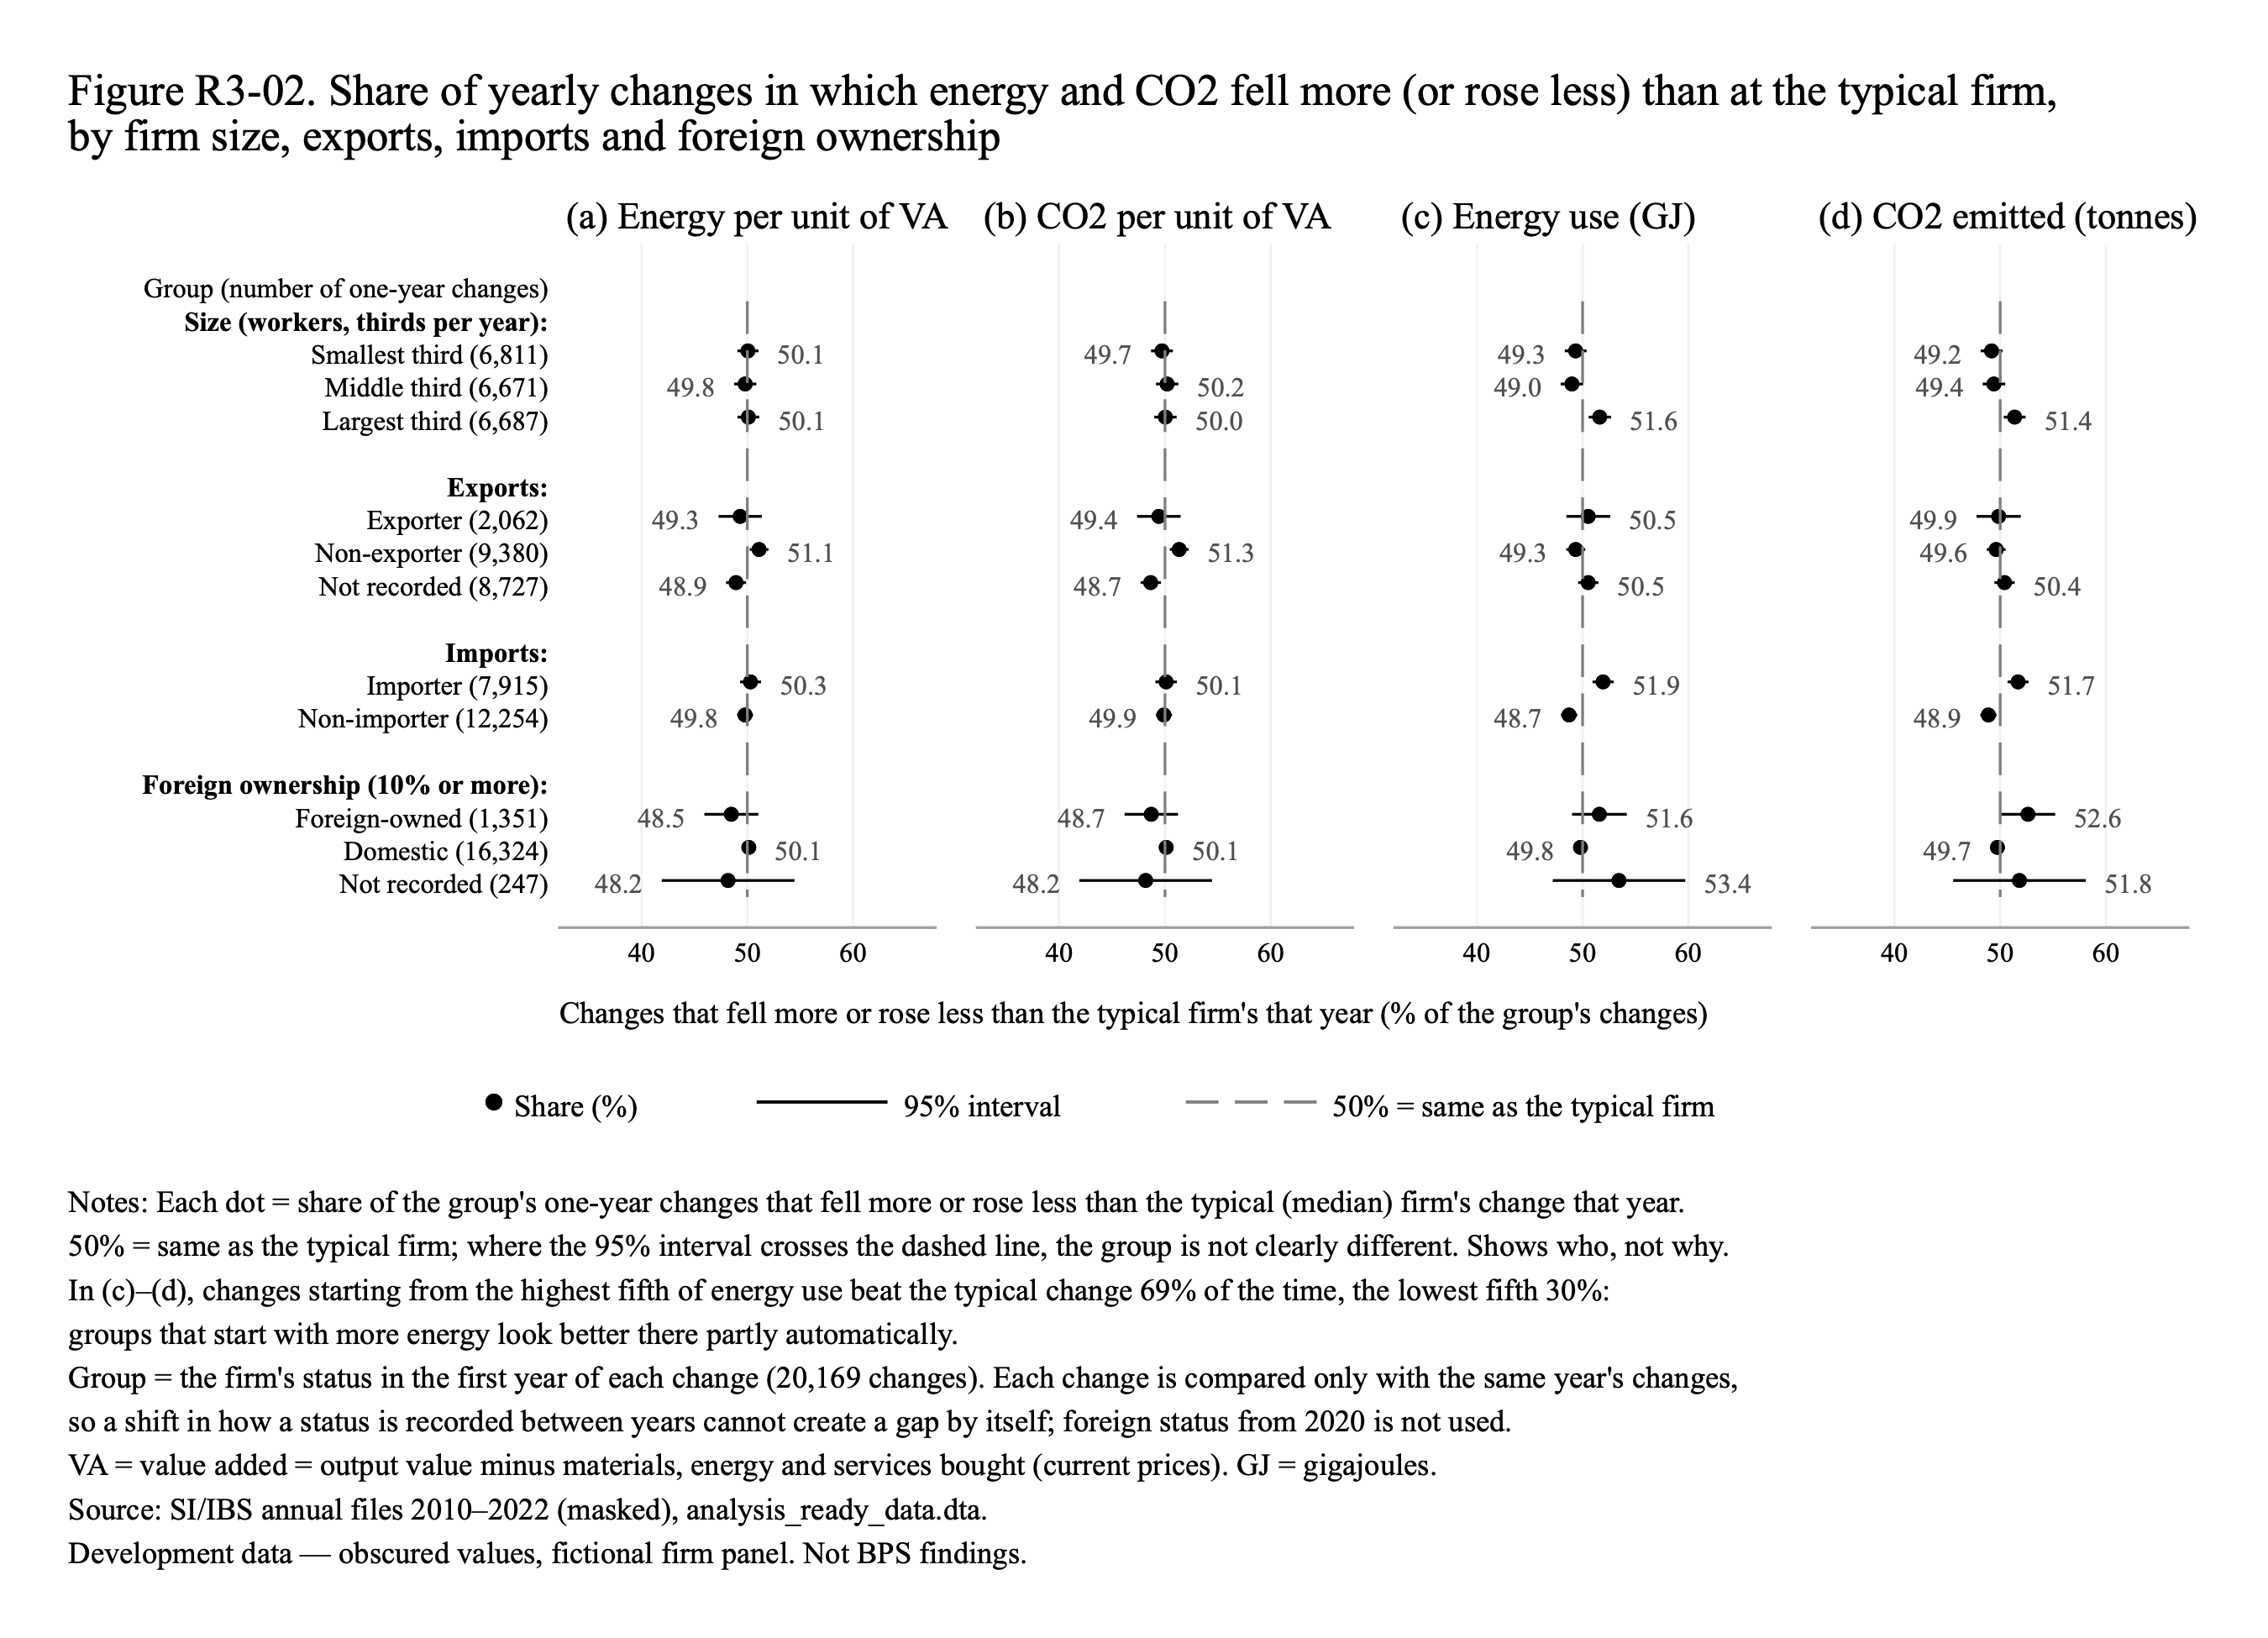 Figure R3-02. Share of yearly changes in which energy and CO2 fell more (or rose less) than at the typical firm,
by firm size, exports, imports and foreign ownership
(a) Energy per unit of VA (b) CO2 per unit of VA (c) Energy use (GJ) (d) CO2 emitted (tonnes)
Group (number of one-year changes)
Size (workers, thirds per year):
Smallest third (6,811) 50.1 49.7 49.3 49.2
Middle third (6,671) 49.8 50.2 49.0 49.4
Largest third (6,687) 50.1 50.0 51.6 51.4
Exports:
Exporter (2,062) 49.3 49.4 50.5 49.9
Non-exporter (9,380) 51.1 51.3 49.3 49.6
Not recorded (8,727) 48.9 48.7 50.5 50.4
Imports:
Importer (7,915) 50.3 50.1 51.9 51.7
Non-importer (12,254) 49.8 49.9 48.7 48.9
Foreign ownership (10% or more):
Foreign-owned (1,351) 48.5 48.7 51.6 52.6
Domestic (16,324) 50.1 50.1 49.8 49.7
Not recorded (247) 48.2 48.2 53.4 51.8
40 50 60 40 50 60 40 50 60 40 50 60
Changes that fell more or rose less than the typical firm's that year (% of the group's changes)
Share (%) 95% interval 50% = same as the typical firm
Notes: Each dot = share of the group's one-year changes that fell more or rose less than the typical (median) firm's change that year.
50% = same as the typical firm; where the 95% interval crosses the dashed line, the group is not clearly different. Shows who, not why.
In (c)–(d), changes starting from the highest fifth of energy use beat the typical change 69% of the time, the lowest fifth 30%:
groups that start with more energy look better there partly automatically.
Group = the firm's status in the first year of each change (20,169 changes). Each change is compared only with the same year's changes,
so a shift in how a status is recorded between years cannot create a gap by itself; foreign status from 2020 is not used.
VA = value added = output value minus materials, energy and services bought (current prices). GJ = gigajoules.
Source: SI/IBS annual files 2010–2022 (masked), analysis_ready_data.dta.
Development data — obscured values, fictional firm panel. Not BPS findings.